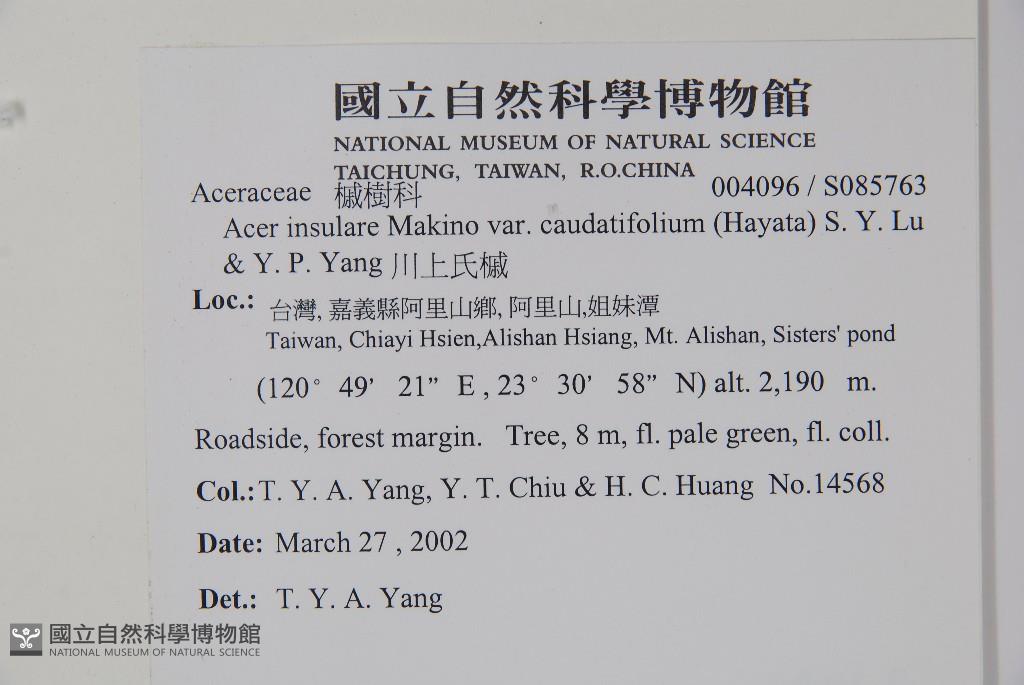 國立自然科學博物館
NATIONAL MUSEUM OF NATURAL SCIENCE
TAICHUNG, TAIWAN, R.O.CHINA
Aceraceae 槭樹科 004096 / S085763
Acer insulare Makino var. caudatifolium (Hayata) S. Y. Lu
& Y. P. Yang 川上氏槭
Loc.: 台灣, 嘉義縣阿里山鄉, 阿里山,姐妹潭
Taiwan, Chiayi Hsien,Alishan Hsiang, Mt. Alishan, Sisters' pond
(120° 49’ 21” E , 23° 30’ 58” N) alt. 2,190 m.
Roadside, forest margin. Tree, 8 m, fl. pale green, fl. coll.
Col.: T. Y. A. Yang, Y. T. Chiu & H. C. Huang No.14568
Date: March 27 , 2002
Det.: T. Y. A. Yang
國立自然科學博物館
NATIONAL MUSEUM OF NATURAL SCIENCE